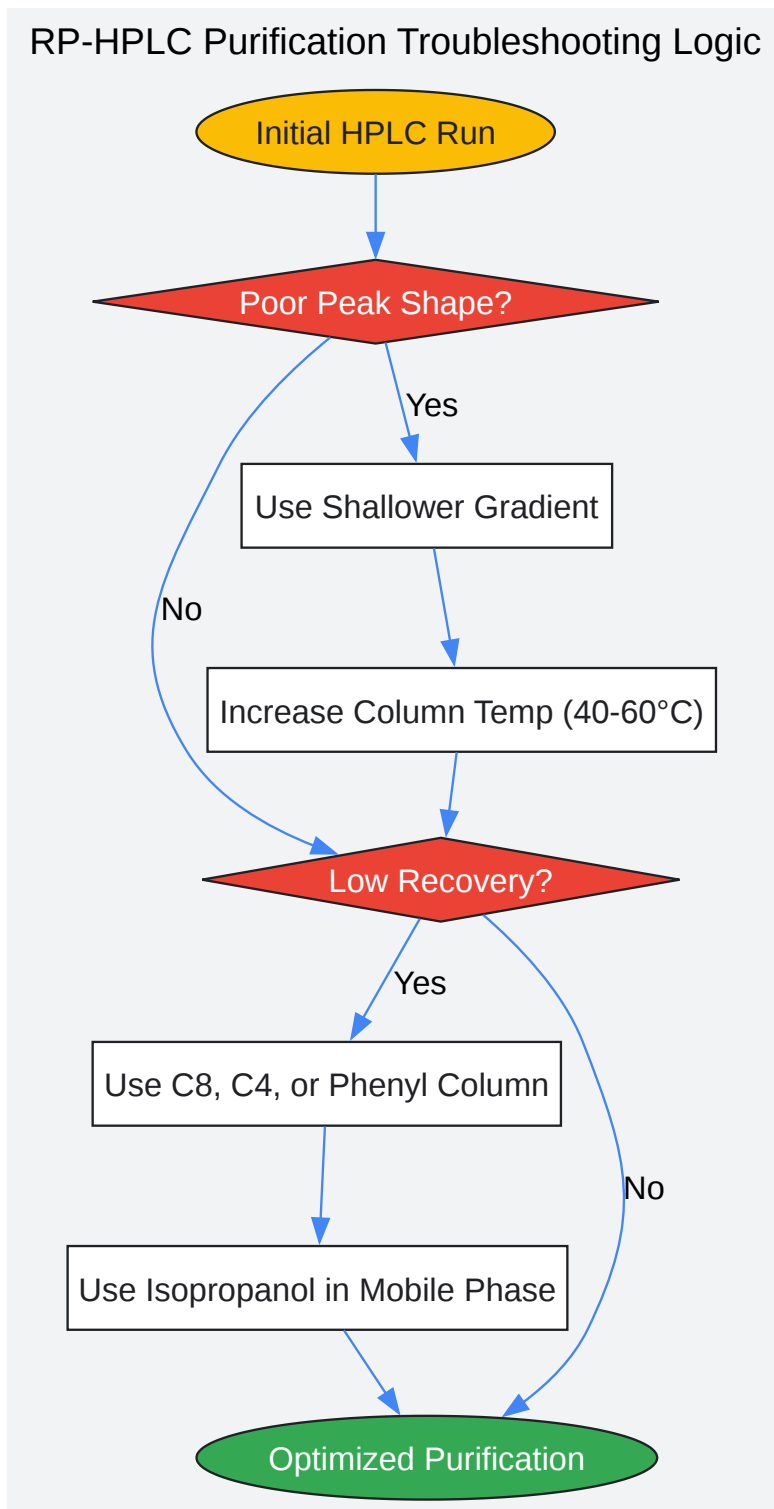 RP-HPLC Purification Troubleshooting Logic
Initial HPLC Run
Poor Peak Shape?
Yes
Use Shallower Gradient
No
Increase Column Temp (40-60°C)
Low Recovery?
Yes
Use C8, C4, or Phenyl Column
No
Use Isopropanol in Mobile Phase
Optimized Purification